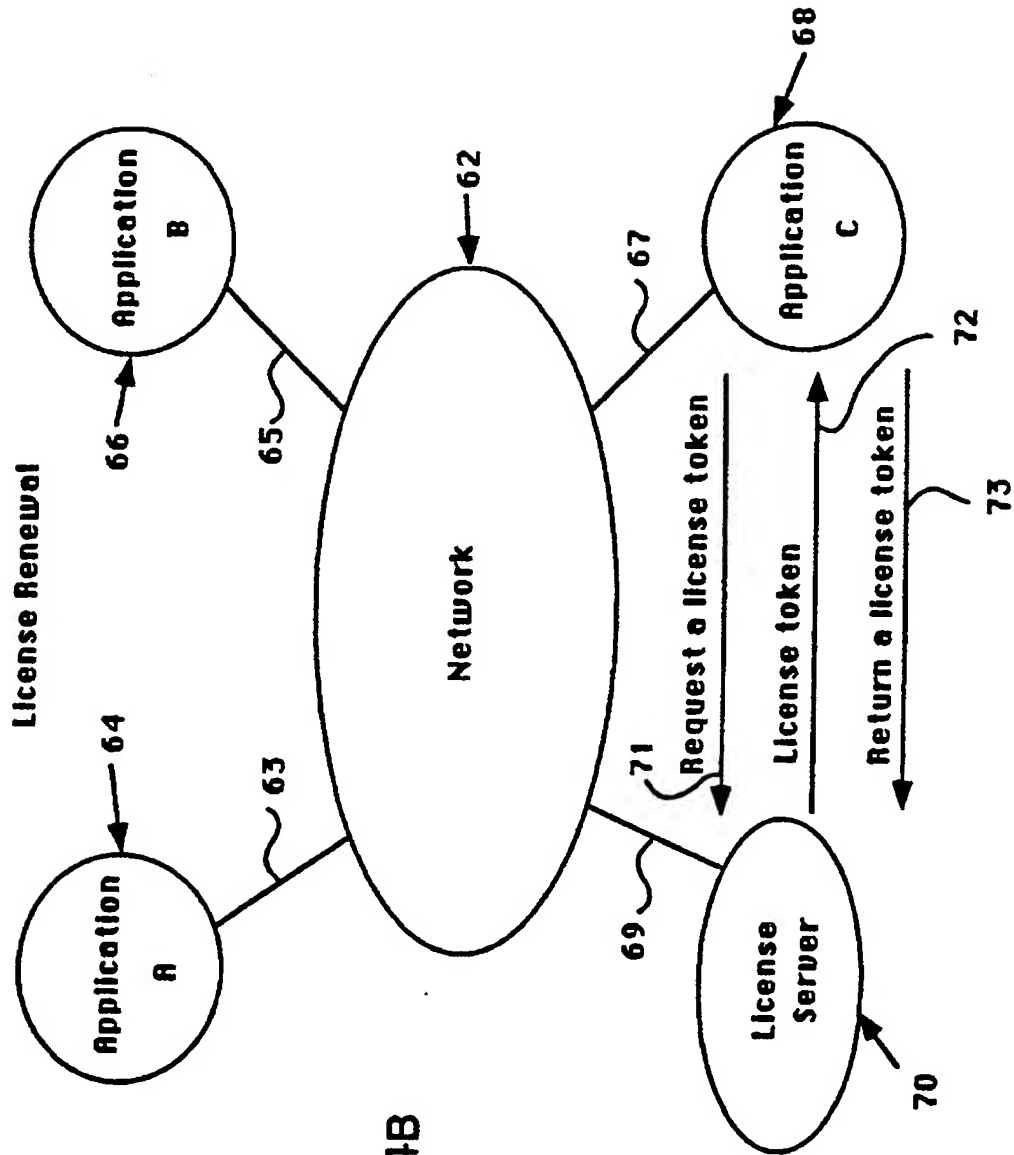 License Renewal
64
Application
A
63
66
Application
B
65
Network
62
71
Request a license token
69
67
License
Server
70
License token
72
Application
C
68
Return a license token
73